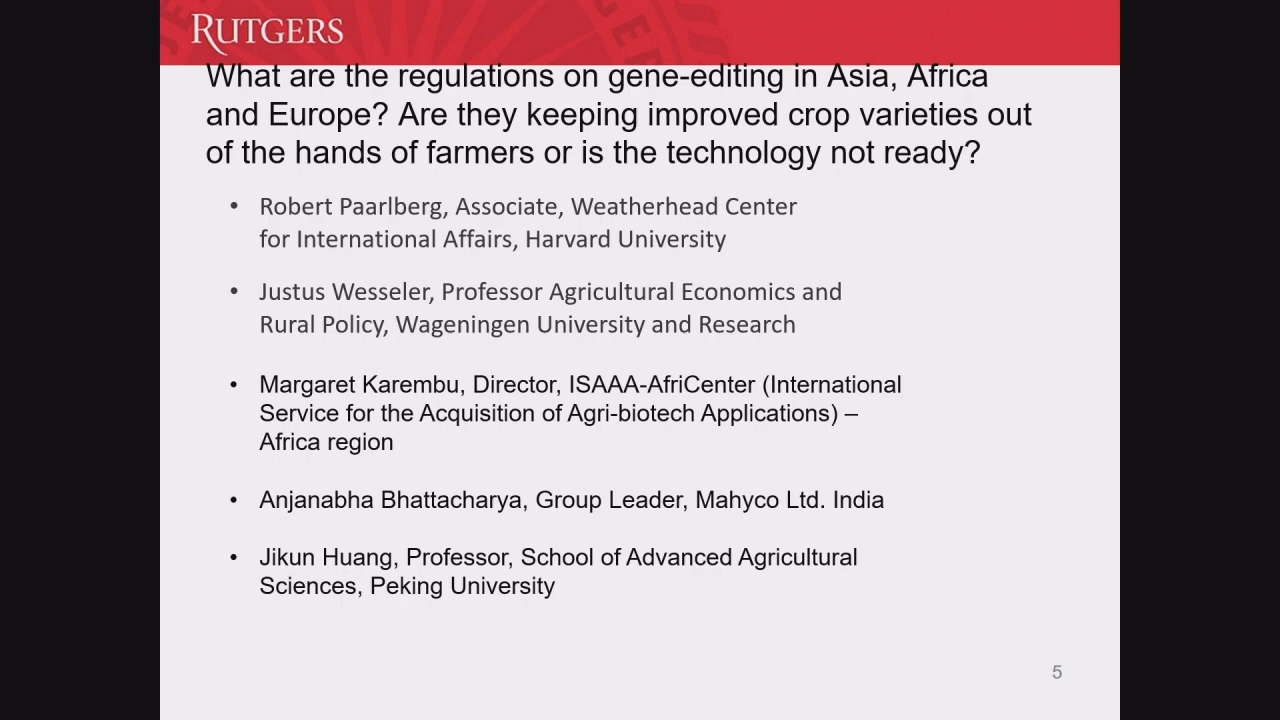 RUTGERS
What are the regulations on gene-editing in Asia, Africa
and Europe? Are they keeping improved crop varieties out
of the hands of farmers or is the technology not ready?
• Robert Paarlberg, Associate, Weatherhead Center
for International Affairs, Harvard University
• Justus Wesseler, Professor Agricultural Economics and
Rural Policy, Wageningen University and Research
• Margaret Karembu, Director, ISAAA-AfriCenter (International
Service for the Acquisition of Agri-biotech Applications) –
Africa region
• Anjanabha Bhattacharya, Group Leader, Mahyco Ltd. India
• Jikun Huang, Professor, School of Advanced Agricultural
Sciences, Peking University
5